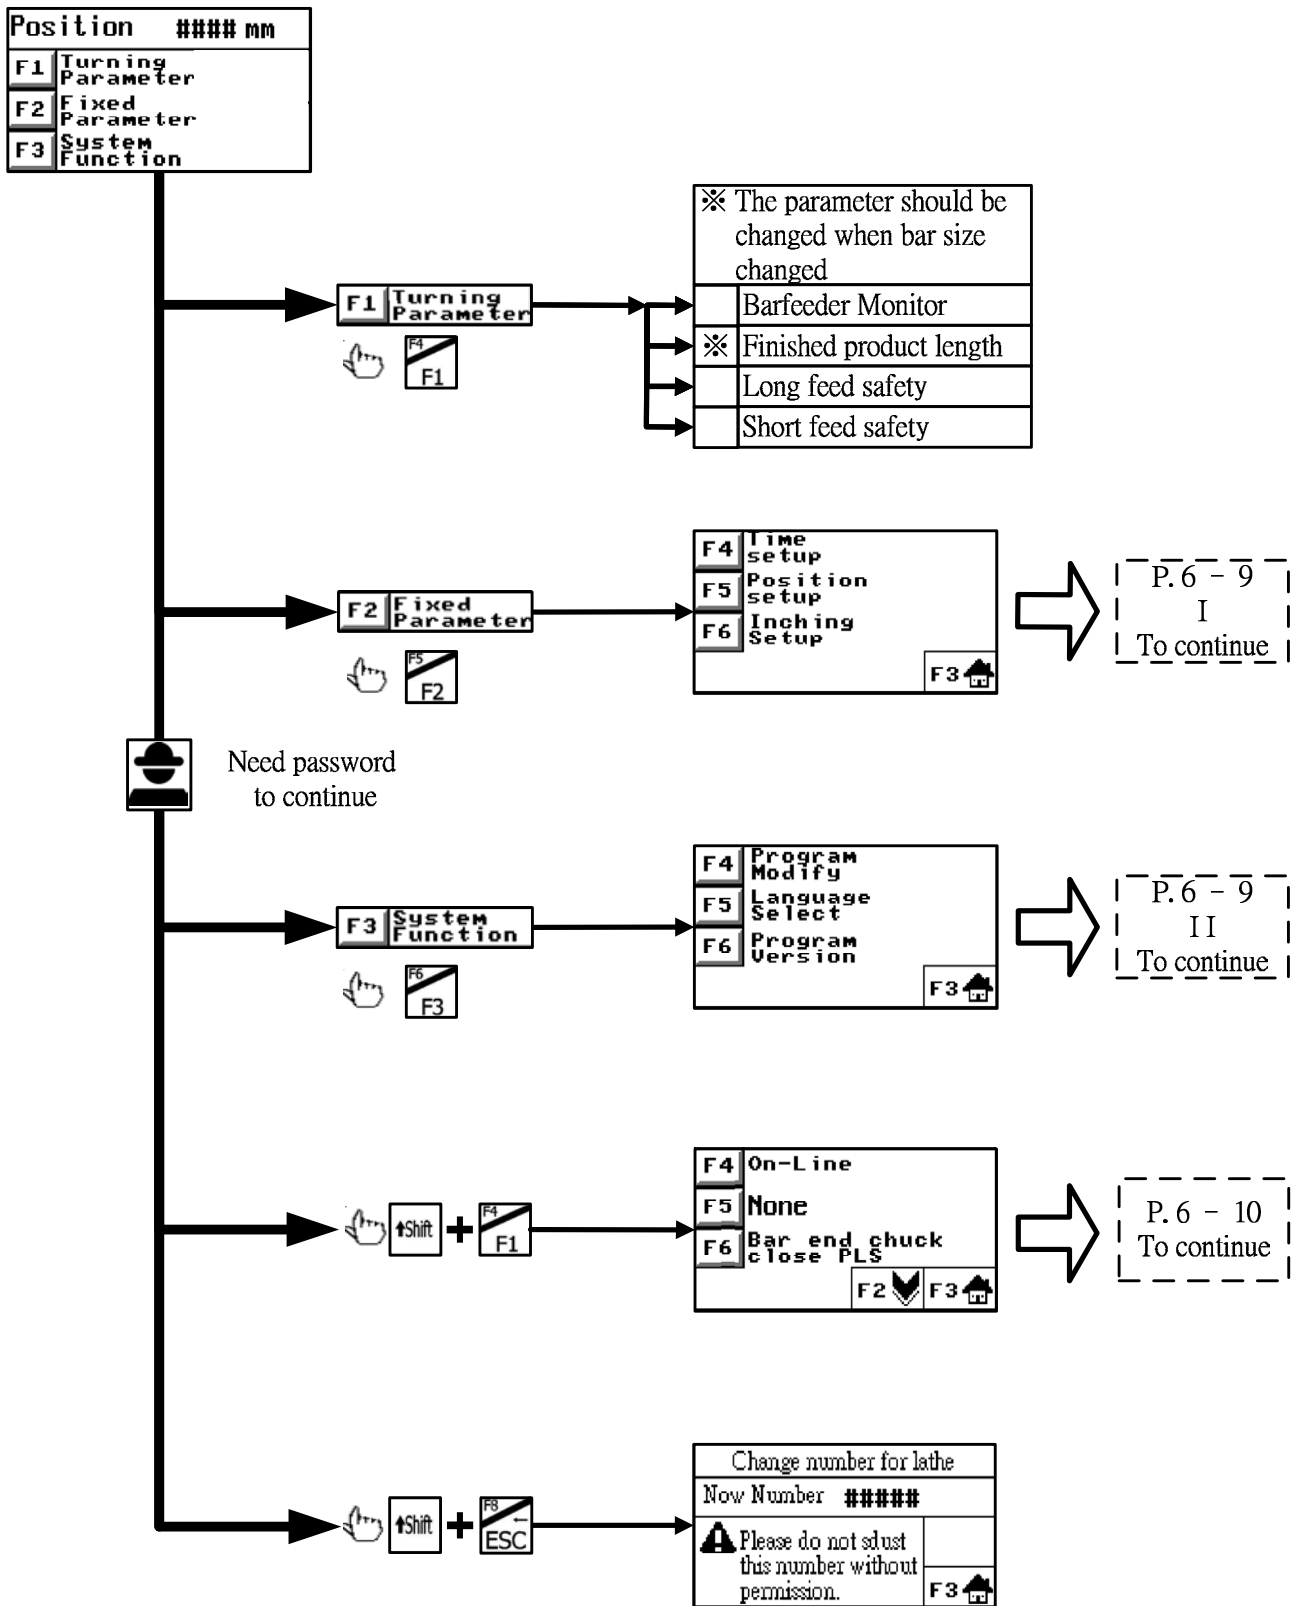 Position #### mm
F1 Turning
Parameter
F2 Fixed
Parameter
F3 System
Function
※ The parameter should be
changed when bar size
changed
Barfeeder Monitor
※ Finished product length
Long feed safety
Short feed safety
F1 Turning
Parameter
F4
F1
F4 Time
setup
F5 Position
setup
F6 Inching
Setup
F3
P.6 - 9
I
To continue
F2 Fixed
Parameter
F5
F2
Need password
to continue
F4 Program
Modify
F5 Language
Select
F6 Program
Version
F3
P.6 - 9
II
To continue
F3 System
Function
F6
F3
F4 On-Line
F5 None
F6 Bar end chuck
close PLS
F2 F3
P.6 - 10
To continue
Shift + F4
F1
Change number for lathe
Now Number #####
Please do not sdust
this number without
permission.
F3
Shift + F8
ESC